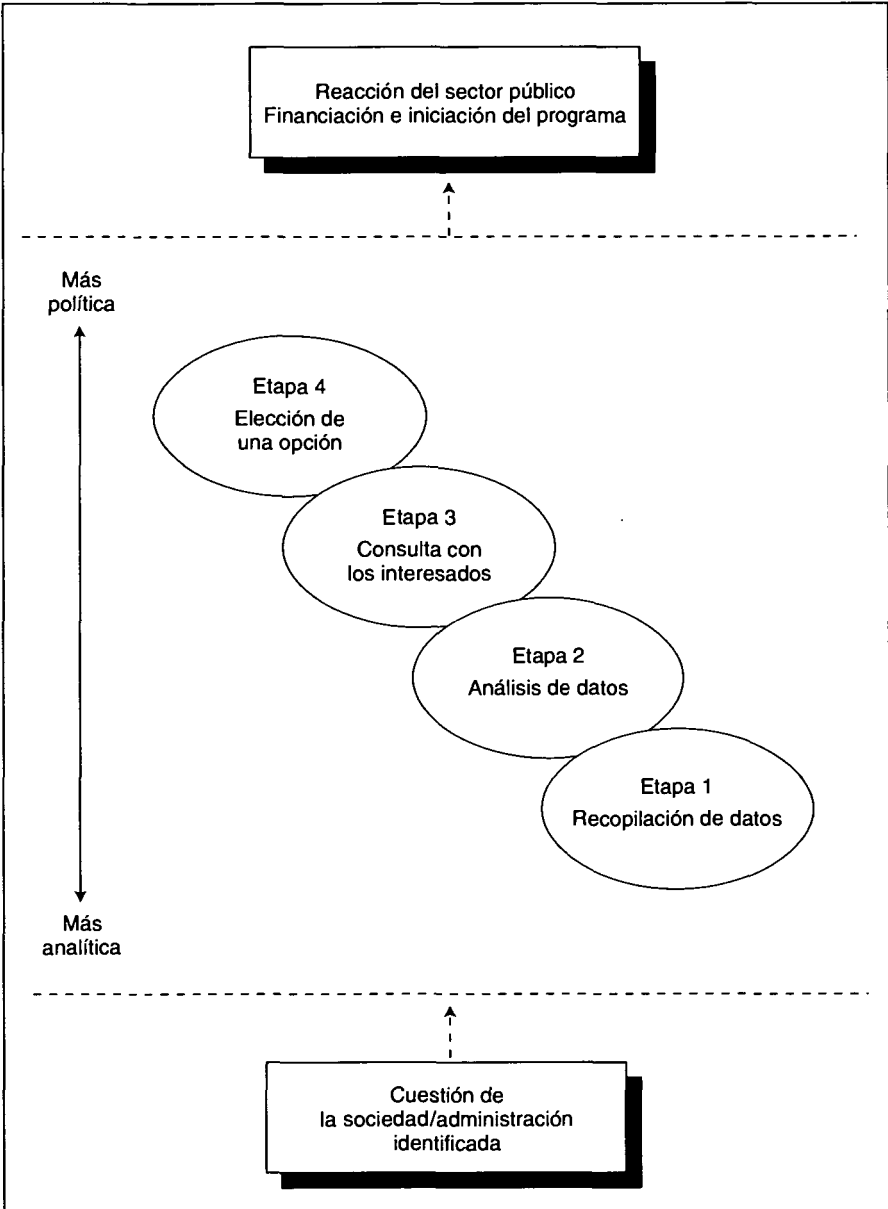 Reacción del sector público
Financiación e iniciación del programa
Más
política
Etapa 4
Elección de
una opción
Etapa 3
Consulta con
los interesados
Etapa 2
Análisis de datos
Etapa 1
Recopilación de datos
Más
analítica
Cuestión de
la sociedad/administración
identificada